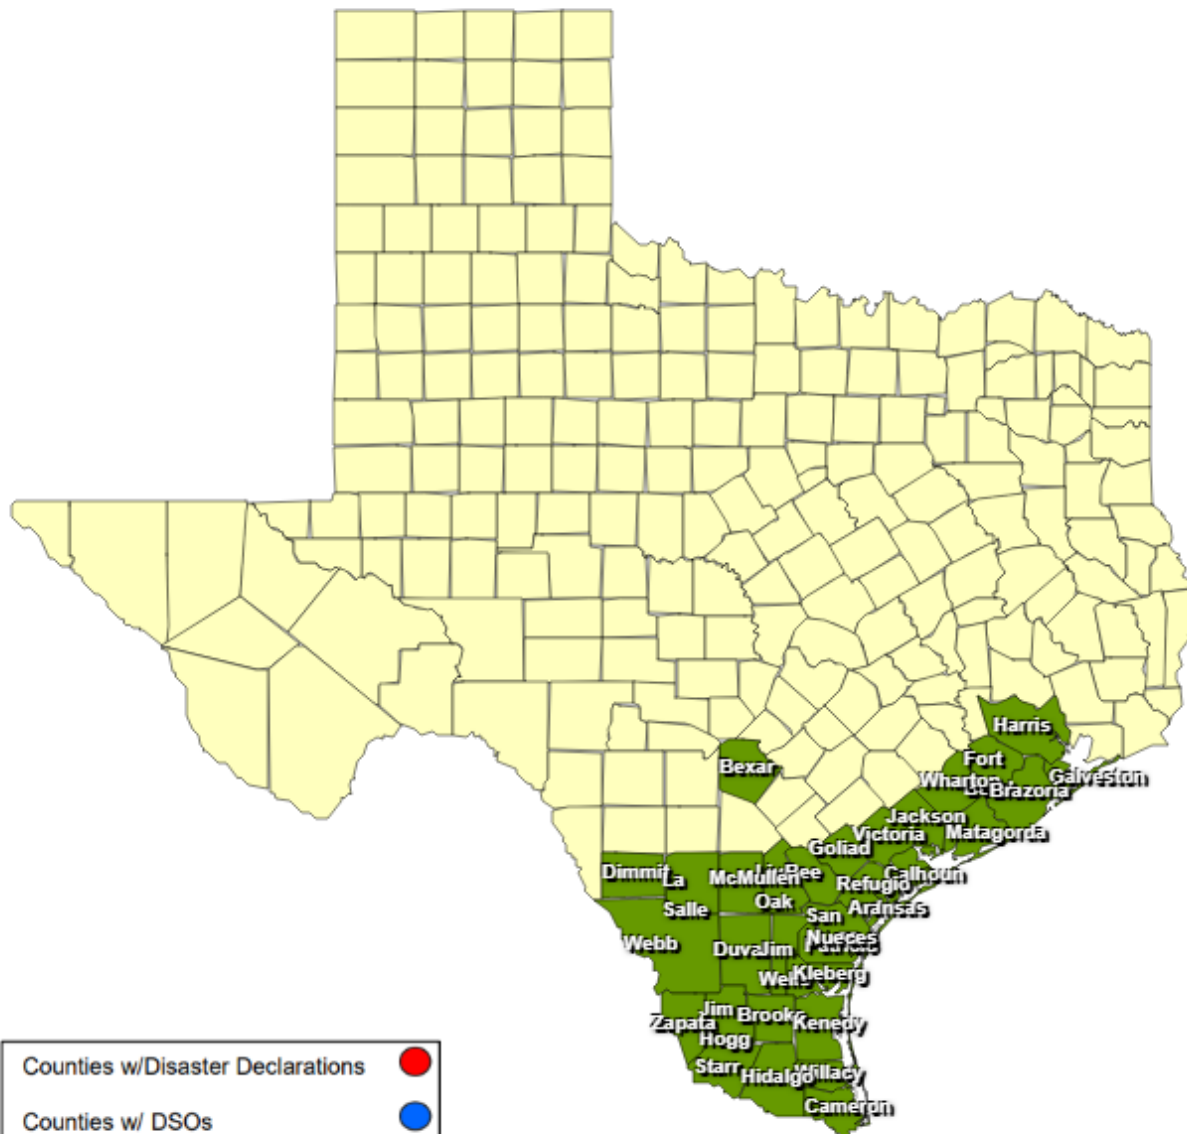 Harris
Fort
Bexar
Galveston
Wharton
Brazoria
Jackson
Victoria
Matagorda
Goliad
Dimmit
La
McMullen
Bee
Calhoun
Refugio
Oak
Salle
San
Aransas
Webb
Duval
Jim
Nueces
Wells
Kleberg
Jim
Brooks
Zapata
Kenedy
Hogg
Starr
Hidalgo
Willacy
Cameron
Counties w/Disaster Declarations
Counties w/ DSOs